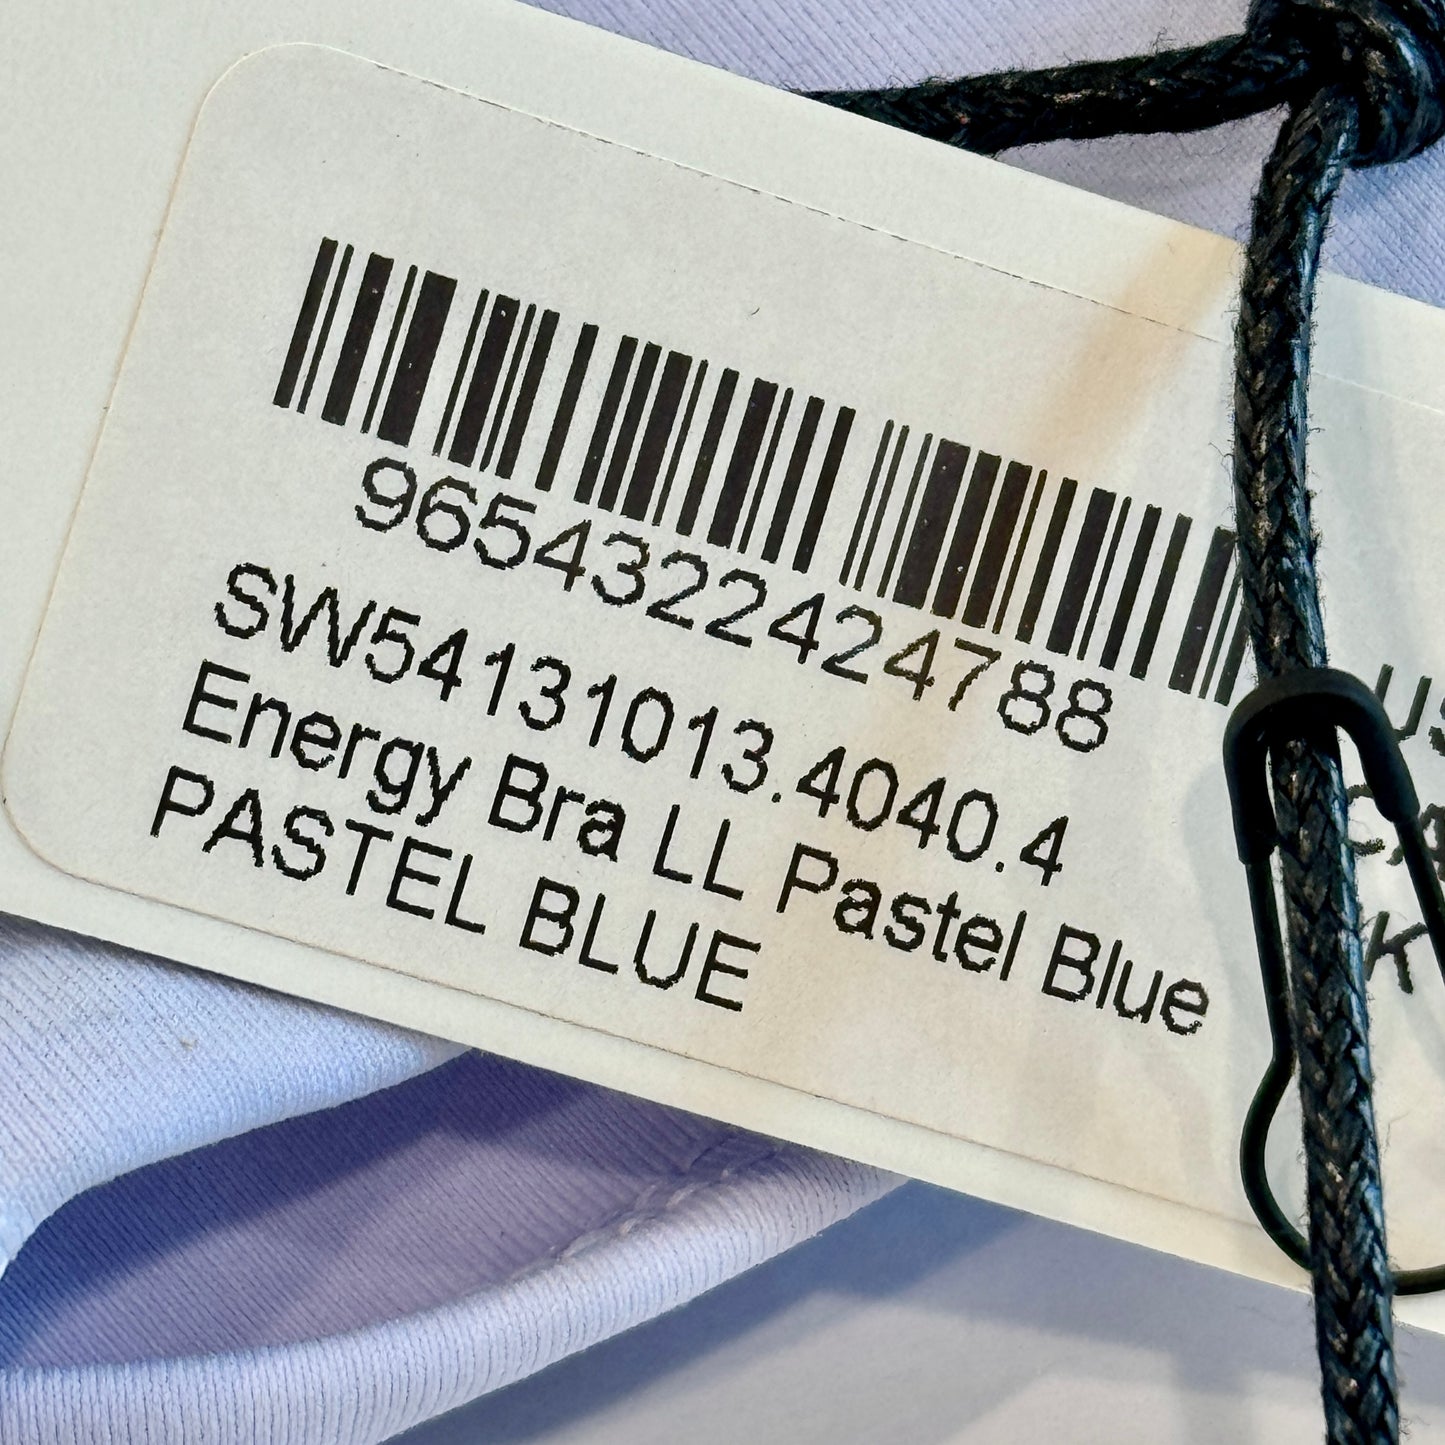 9654322424788
SW54131013.4040.4
Energy Bra LL Pastel Blue
PASTEL BLUE